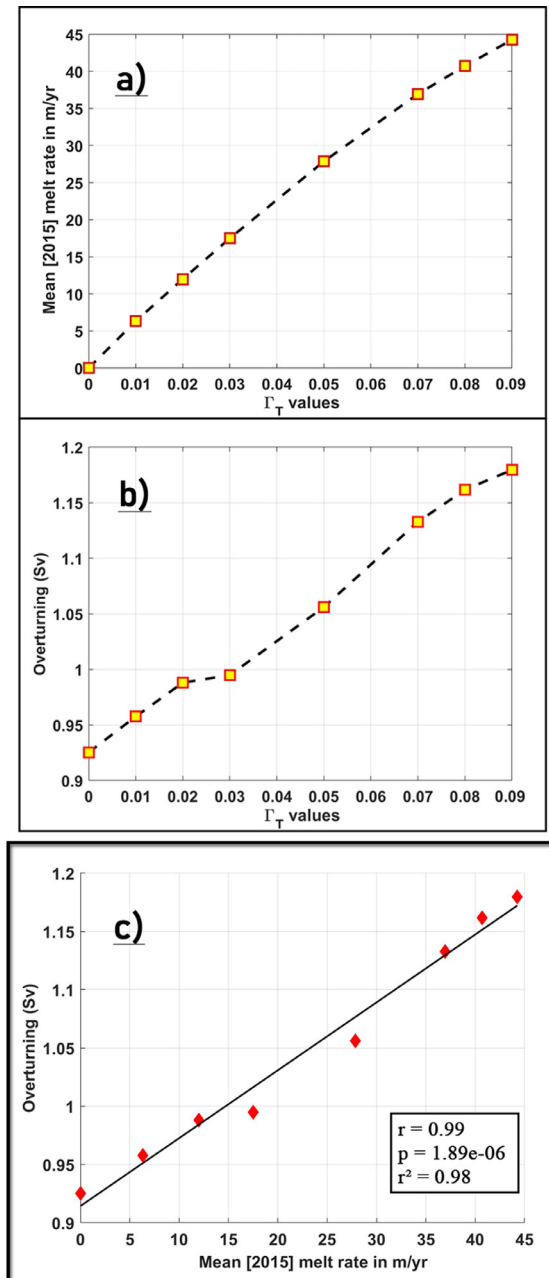 a)
Mean [2015] melt rate in m/yr
45
40
35
30
25
20
15
10
5
0
0 0.01 0.02 0.03 0.04 0.05 0.06 0.07 0.08 0.09
Γ_T values
b)
Overturning (Sv)
1.2
1.15
1.1
1.05
1
0.95
0.9
0 0.01 0.02 0.03 0.04 0.05 0.06 0.07 0.08 0.09
Γ_T values
c)
Overturning (Sv)
1.2
1.15
1.1
1.05
1
0.95
0.9
r = 0.99
p = 1.89e-06
r² = 0.98
0 5 10 15 20 25 30 35 40 45
Mean [2015] melt rate in m/yr